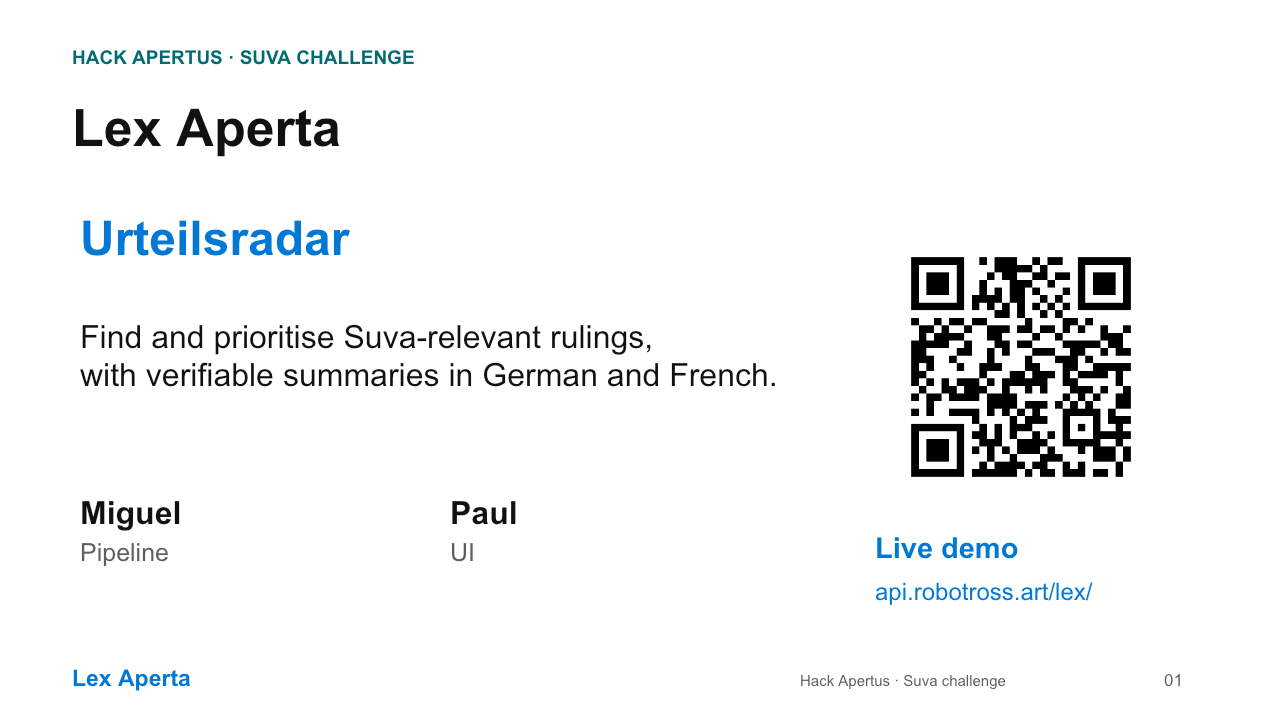 HACK APERTUS · SUVA CHALLENGE
Lex Aperta
Urteilsradar
Find and prioritise Suva-relevant rulings,
with verifiable summaries in German and French.
Miguel
Pipeline
Paul
UI
Live demo
api.robotross.art/lex/
Lex Aperta
Hack Apertus · Suva challenge
01